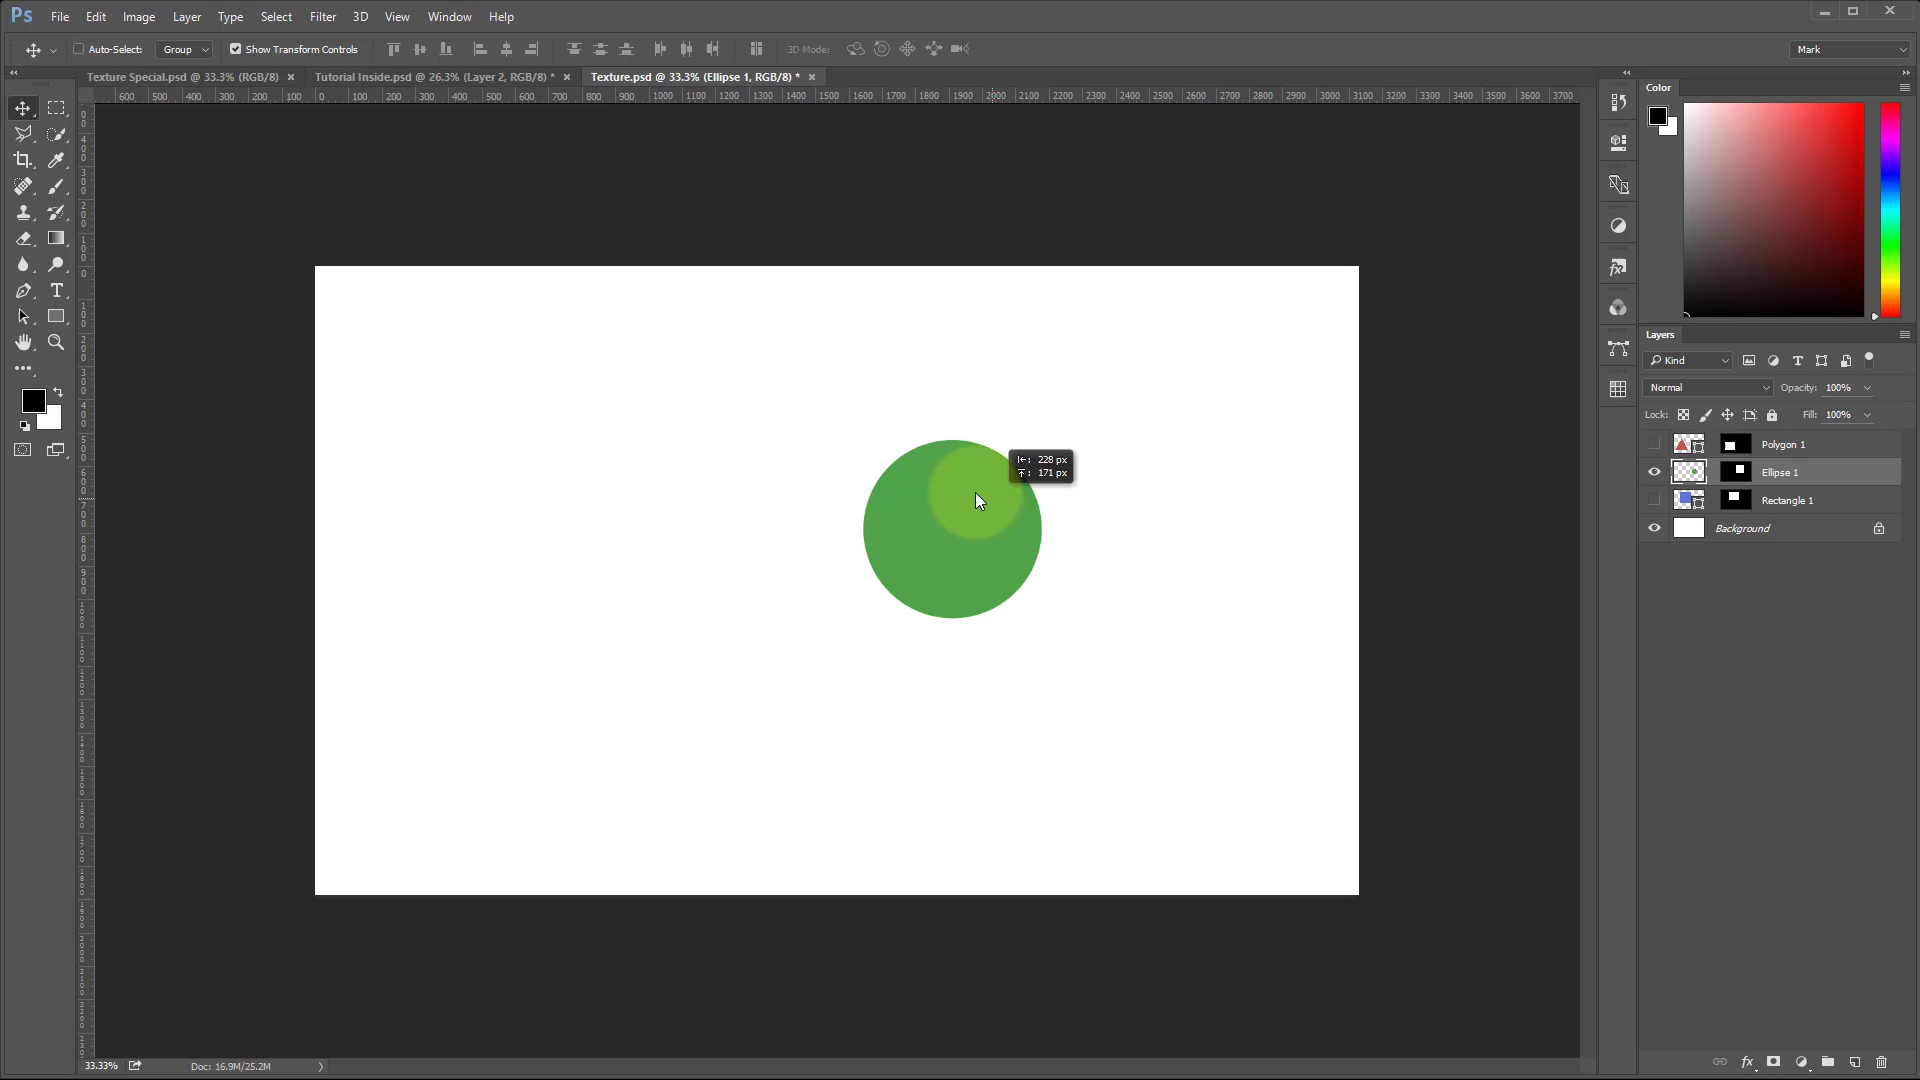 Ps File Edit Image Layer Type Select Filter 3D View Window Help
Auto-Select: Group Show Transform Controls 3D Mode: Mark
Texture Special.psd @ 33.3% (RGB/8) × Tutorial Inside.psd @ 26.3% (Layer 2, RGB/8) * × Texture.psd @ 33.3% (Ellipse 1, RGB/8) * ×
600 500 400 300 200 100 0 100 200 300 400 500 600 700 800 900 1000 1100 1200 1300 1400 1500 1600 1700 1800 1900 2000 2100 2200 2300 2400 2500 2600 2700 2800 2900 3000 3100 3200 3300 3400 3500 3600 3700
Color
Layers
Kind
Normal Opacity: 100%
Lock: Fill: 100%
Polygon 1
228 px
171 px
Ellipse 1
Rectangle 1
Background
33.33% Doc: 16.9M/25.2M